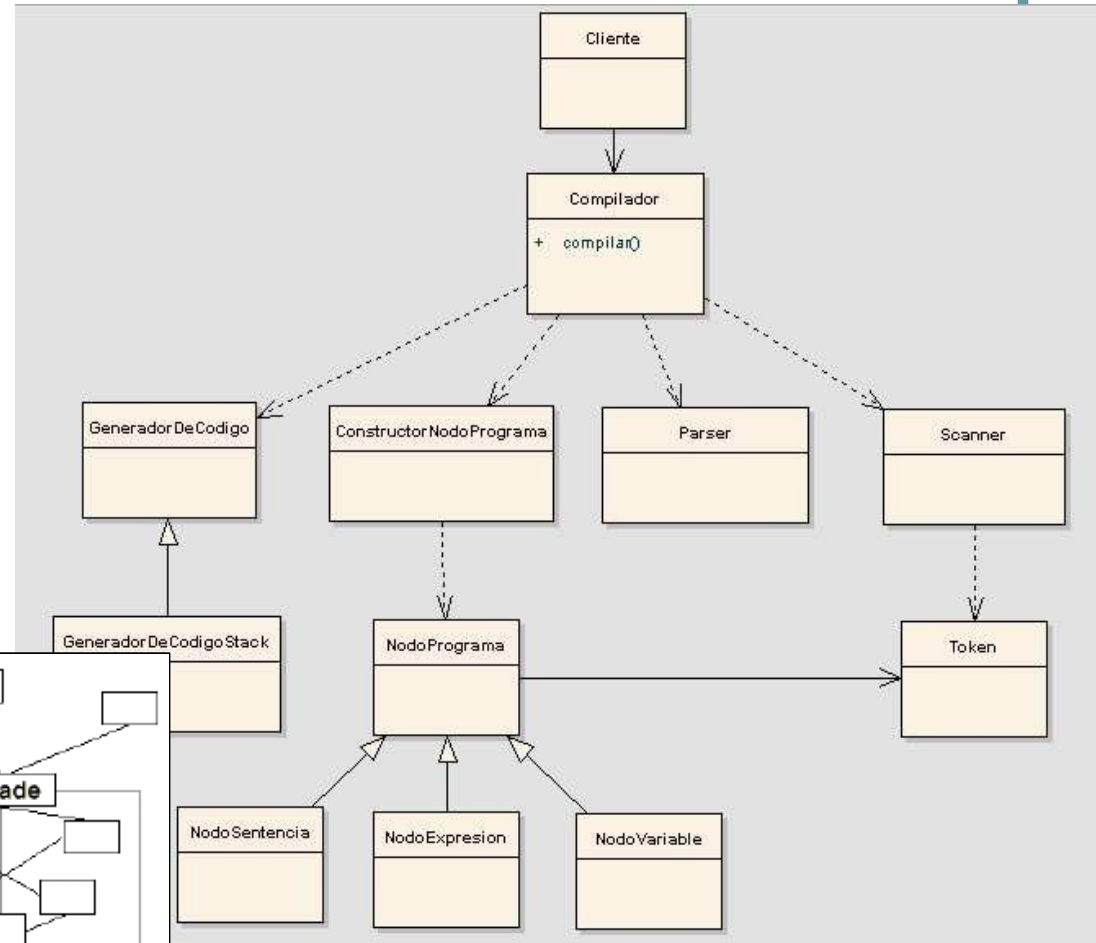 Cliente
Compilador
+ compilar()
GeneradorDeCodigo
ConstructorNodoPrograma
Parser
Scanner
GeneradorDeCodigoStack
NodoPrograma
Token
ade
NodoSentencia
NodoExpresion
NodoVariable